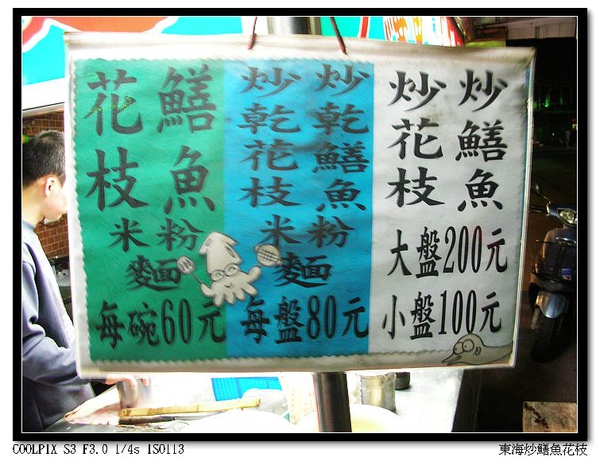 炒鱔魚
炒花枝
大盤200元
小盤100元
炒乾鱔魚
炒乾花枝
米粉
麵
每盤80元
鱔魚
花枝
米粉
麵
每碗60元
COOLPIX S3 F3.0 1/4s ISO113
東海炒鱔魚花枝